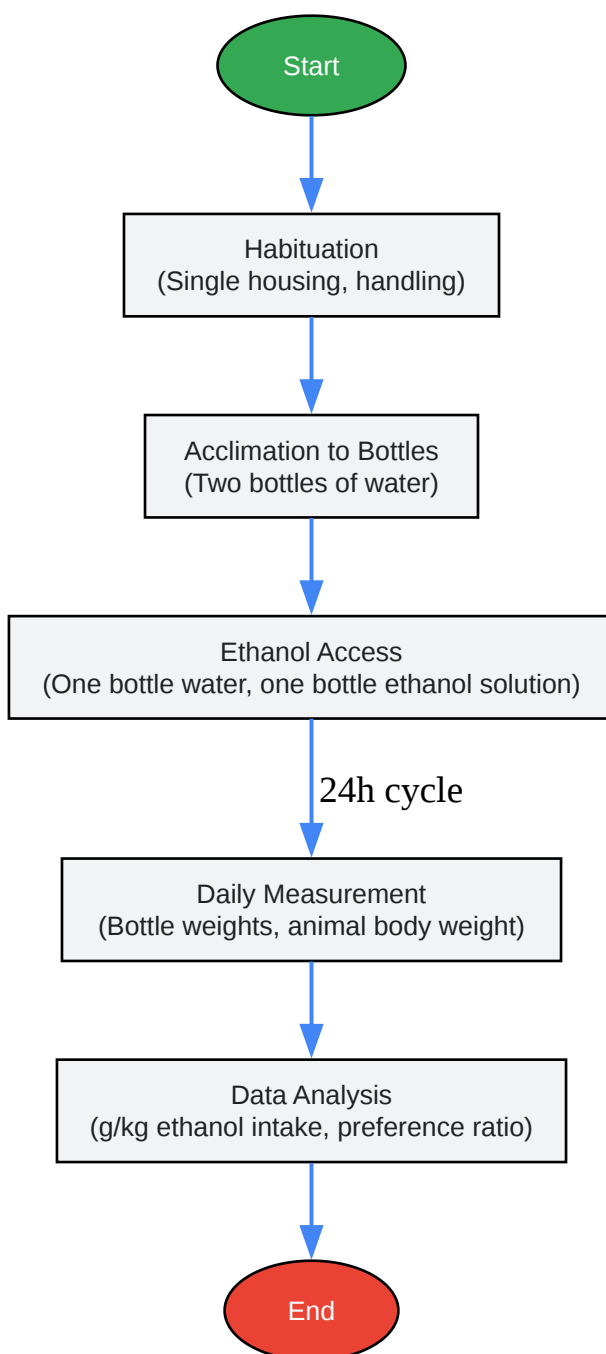 Start
Habituation
(Single housing, handling)
Acclimation to Bottles
(Two bottles of water)
Ethanol Access
(One bottle water, one bottle ethanol solution)
24h cycle
Daily Measurement
(Bottle weights, animal body weight)
Data Analysis
(g/kg ethanol intake, preference ratio)
End